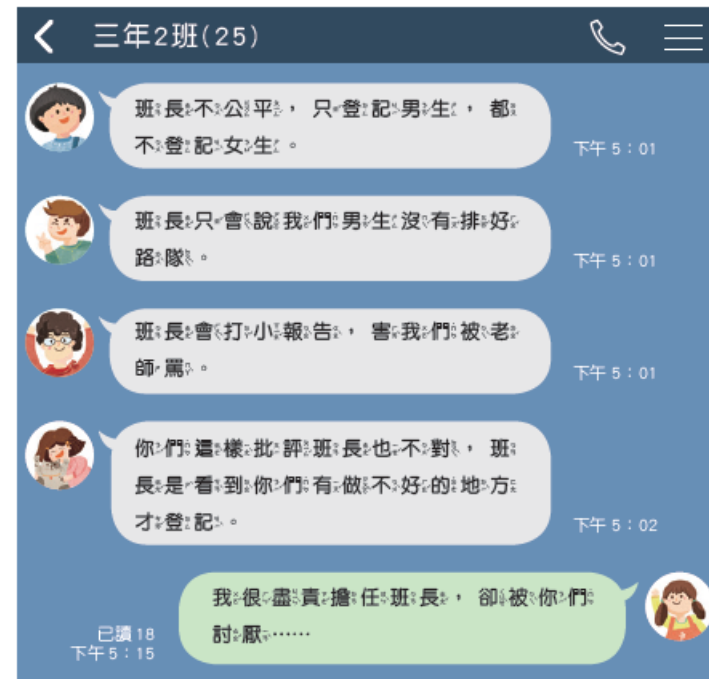 三年2班(25)
班長不公平，只登記男生，都
不登記女生。
下午 5：01
班長只會說我們男生沒有排好
路隊。
下午 5：01
班長會打小報告，害我們被老
師罵。
下午 5：01
你們這樣批評班長也不對，班
長是看到你們有做不好的地方
才登記。
下午 5：02
我很盡責擔任班長，卻被你們
討厭……
已讀 18
下午 5：15